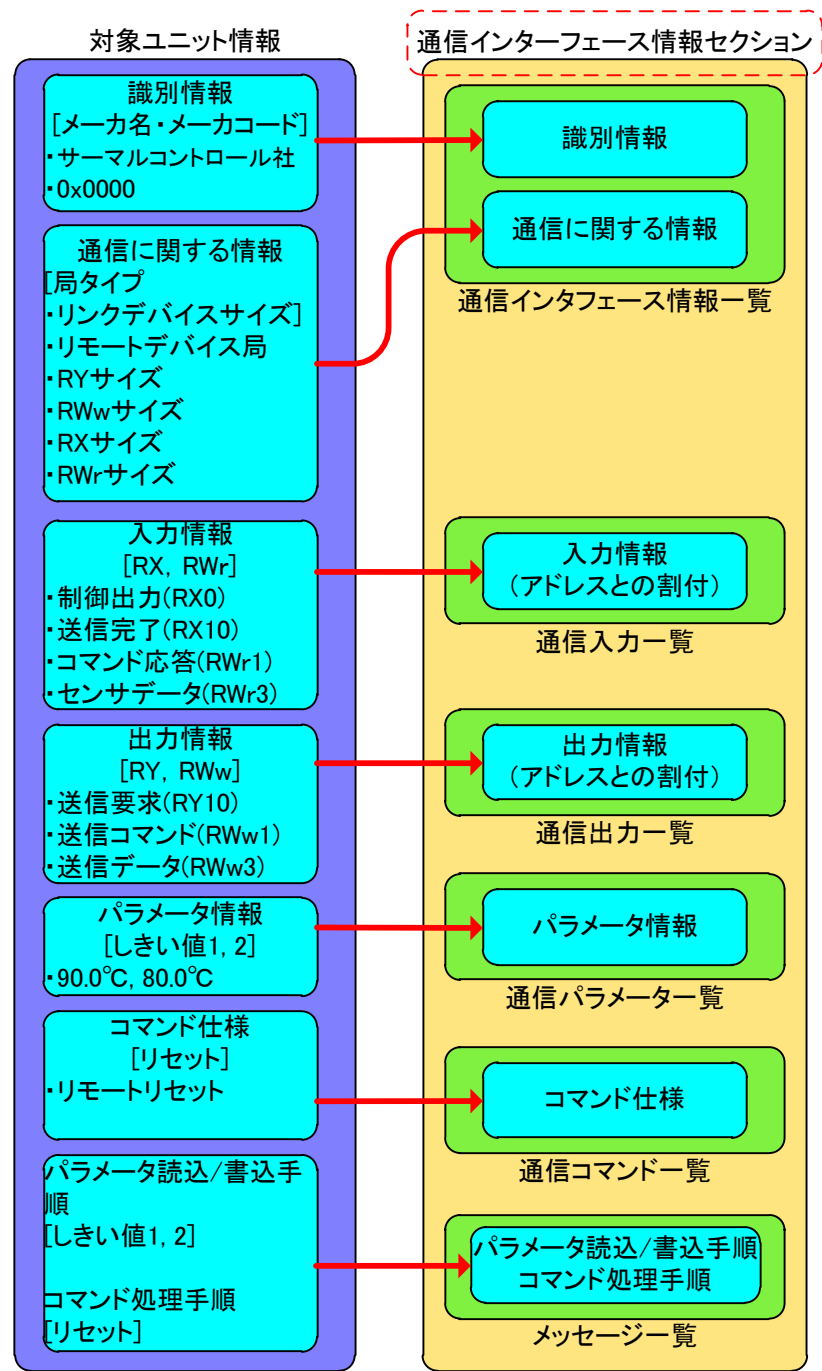 対象ユニット情報
識別情報
[メーカ名・メーカコード]
・サーマルコントロール社
・0x0000
通信に関する情報
[局タイプ
・リンクデバイスサイズ]
・リモートデバイス局
・RYサイズ
・RWwサイズ
・RXサイズ
・RWrサイズ
入力情報
[RX, RWr]
・制御出力(RX0)
・送信完了(RX10)
・コマンド応答(RWr1)
・センサデータ(RWr3)
出力情報
[RY, RWw]
・送信要求(RY10)
・送信コマンド(RWw1)
・送信データ(RWw3)
パラメータ情報
[しきい値1, 2]
・90.0℃, 80.0℃
コマンド仕様
[リセット]
・リモートリセット
パラメータ読込/書込手
順
[しきい値1, 2]
コマンド処理手順
[リセット]
通信インターフェース情報セクション
識別情報
通信に関する情報
通信インタフェース情報一覧
入力情報
(アドレスとの割付)
通信入力一覧
出力情報
(アドレスとの割付)
通信出力一覧
パラメータ情報
通信パラメータ一覧
コマンド仕様
通信コマンド一覧
パラメータ読込/書込手順
コマンド処理手順
メッセージ一覧